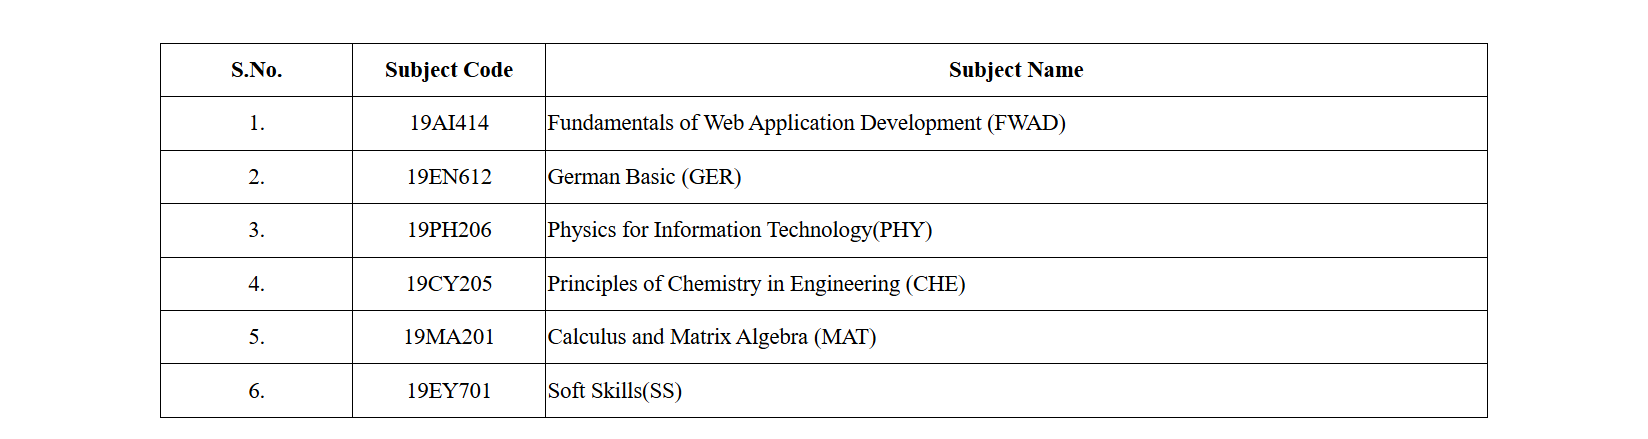 S.No. Subject Code Subject Name
1. 19AI414 Fundamentals of Web Application Development (FWAD)
2. 19EN612 German Basic (GER)
3. 19PH206 Physics for Information Technology(PHY)
4. 19CY205 Principles of Chemistry in Engineering (CHE)
5. 19MA201 Calculus and Matrix Algebra (MAT)
6. 19EY701 Soft Skills(SS)